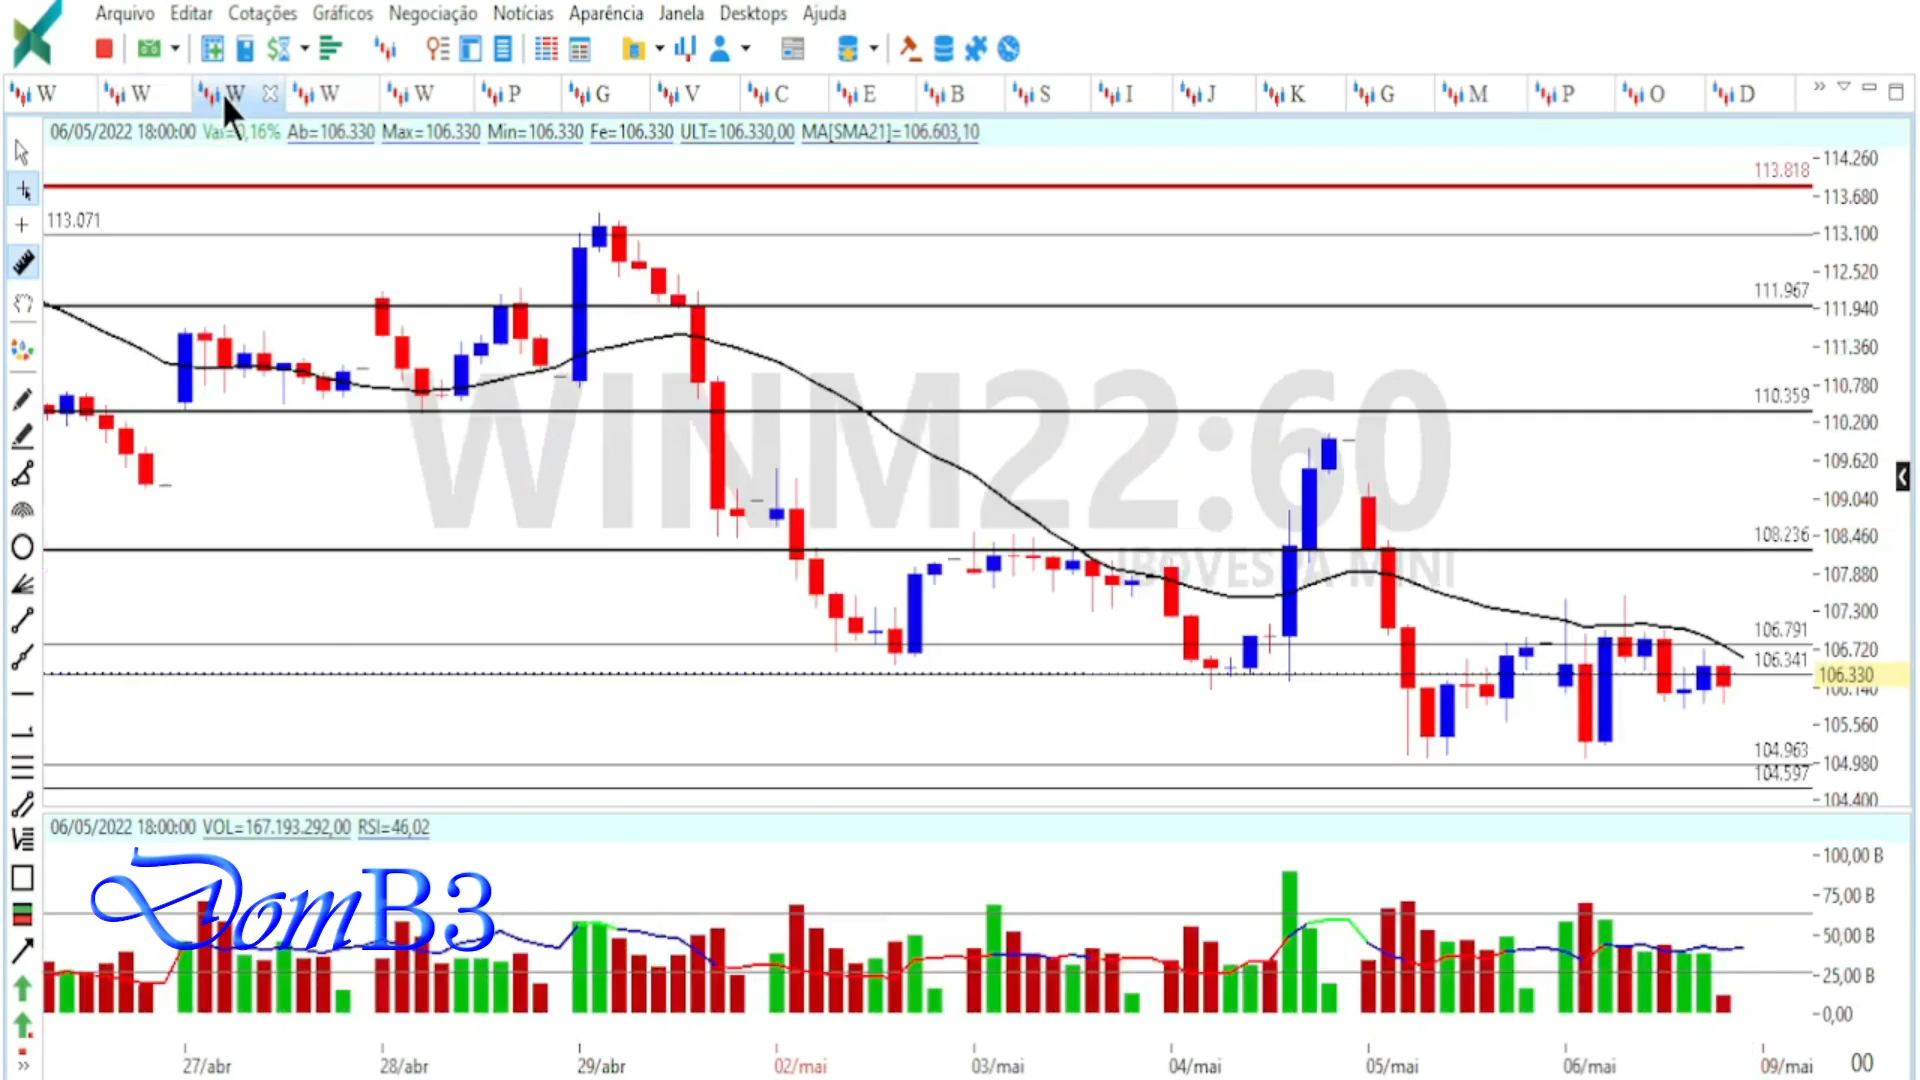 Arquivo Editar Cotações Gráficos Negociação Notícias Aparência Janela Desktops Ajuda
W W W W W P G V C E B S I J K G M P O D
06/05/2022 18:00:00 Var=0,16% Ab=106.330 Max=106.330 Min=106.330 Fe=106.330 ULT=106.330,00 MA[SMA21]=106.603,10
114.260
113.818
113.680
113.071
113.100
112.520
111.967
111.940
111.360
110.780
110.359
110.200
109.620
109.040
WINM22:60
108.236
108.460
IBOVESPA MINI
107.880
107.300
106.791
106.720
106.341
106.330
106.140
105.560
104.963
104.980
104.597
104.400
06/05/2022 18:00:00 VOL=167.193.292,00 RSI=46,02
100,00 B
75,00 B
DomB3
50,00 B
25,00 B
0,00
27/abr 28/abr 29/abr 02/mai 03/mai 04/mai 05/mai 06/mai 09/mai 00